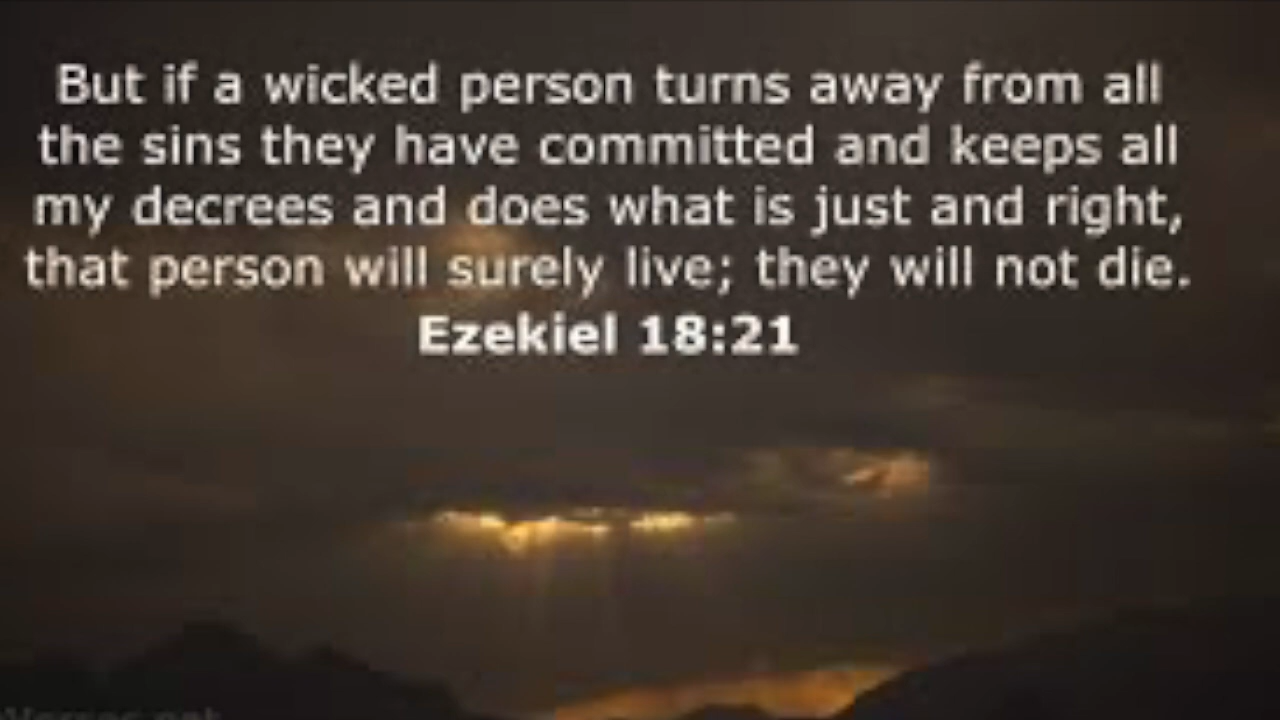 But if a wicked person turns away from all
the sins they have committed and keeps all
my decrees and does what is just and right,
that person will surely live; they will not die.
Ezekiel 18:21